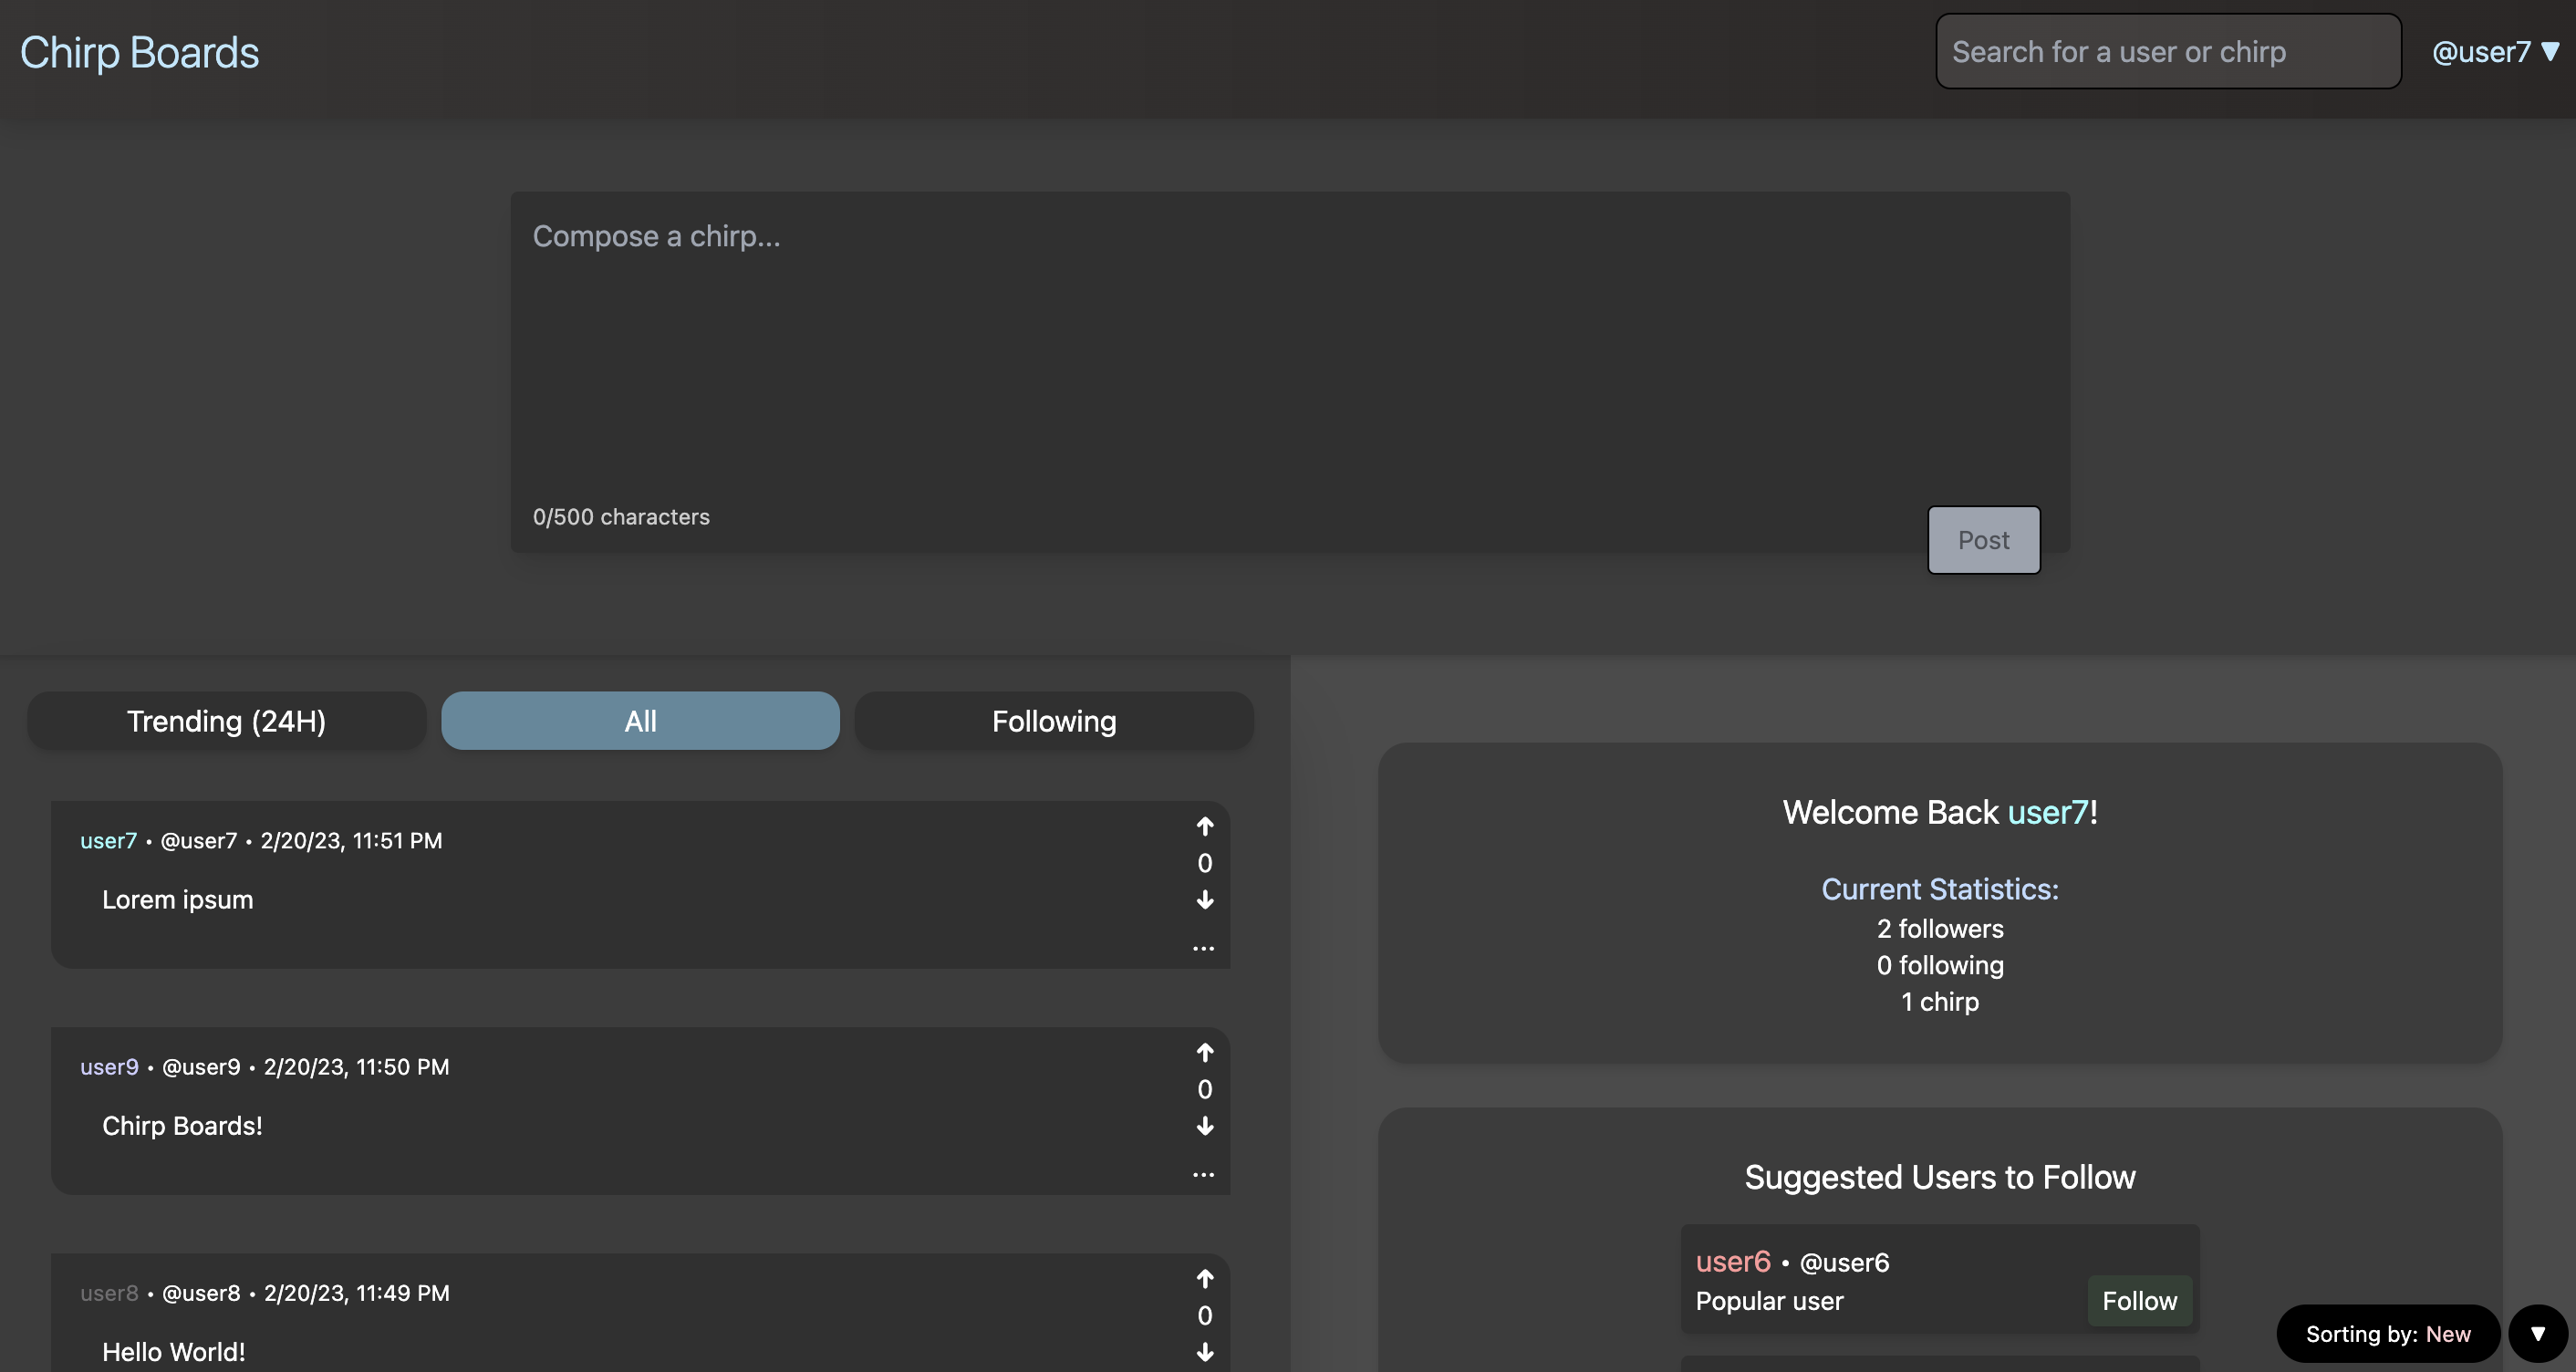 Chirp Boards
Search for a user or chirp
@user7 ▼
Compose a chirp...
0/500 characters
Post
Trending (24H)
All
Following
user7 • @user7 • 2/20/23, 11:51 PM
0
Lorem ipsum
...
user9 • @user9 • 2/20/23, 11:50 PM
0
Chirp Boards!
...
user8 • @user8 • 2/20/23, 11:49 PM
0
Hello World!
Welcome Back user7!
Current Statistics:
2 followers
0 following
1 chirp
Suggested Users to Follow
user6 • @user6
Popular user
Follow
Sorting by: New
▼